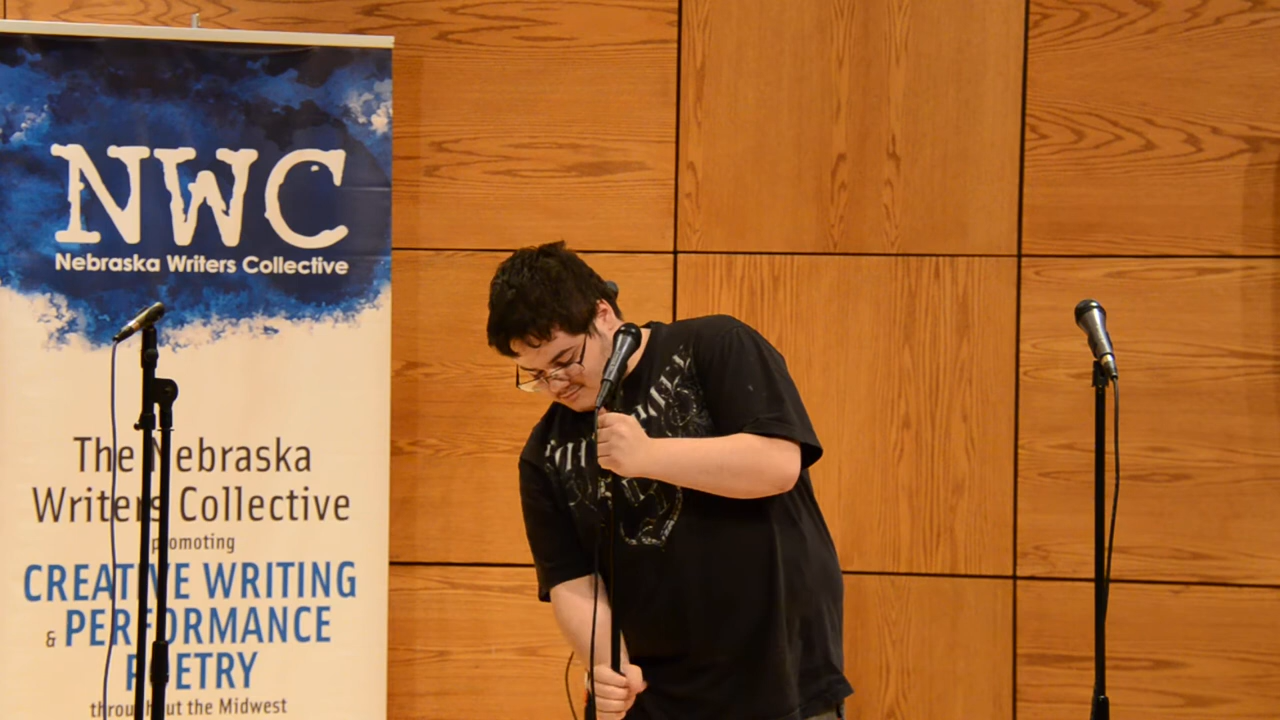 NWC
Nebraska Writers Collective
The Nebraska
Writers Collective
promoting
CREATIVE WRITING
& PERFORMANCE
POETRY
throughout the Midwest